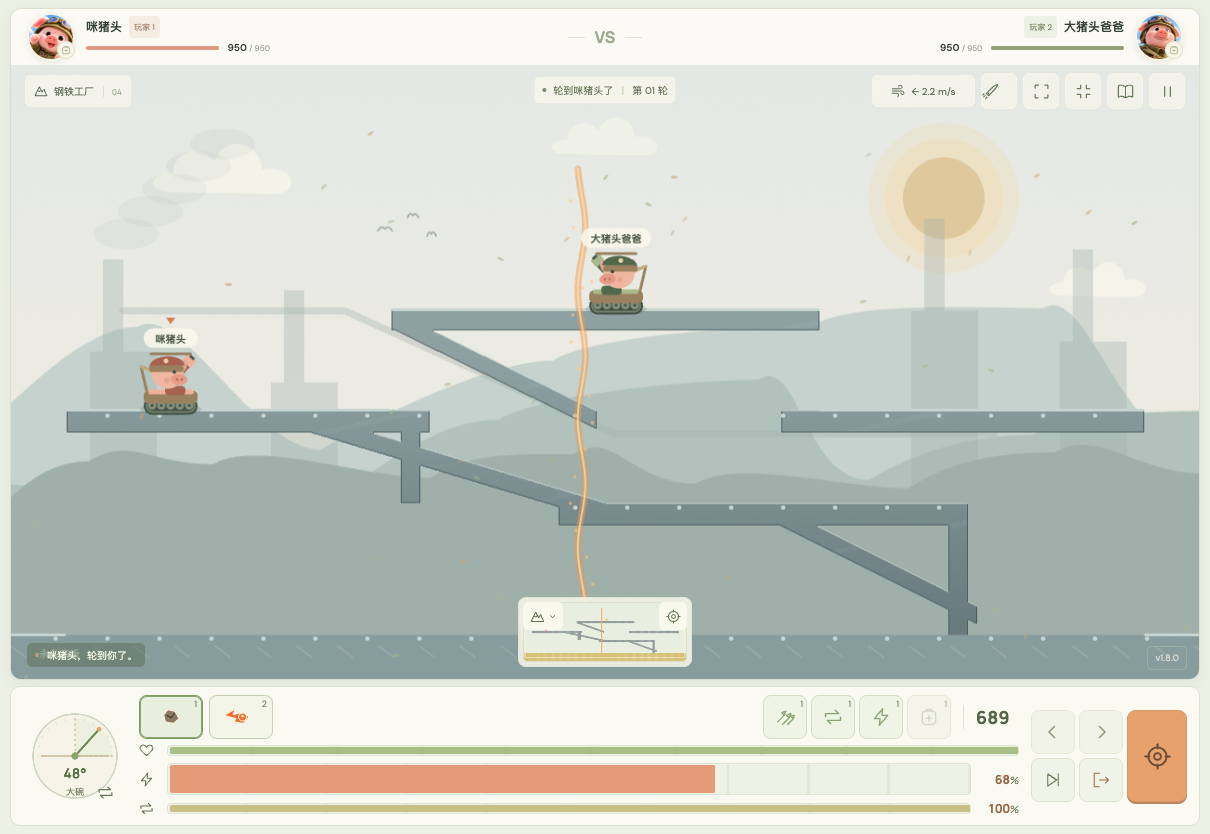 咪猪头 玩家 1
950 / 950
VS
玩家 2 大猪头爸爸
950 / 950
钢铁工厂 04
轮到咪猪头了 第 01 轮
← 2.2 m/s
大猪头爸爸
咪猪头
咪猪头，轮到你了。
v1.8.0
48°
大碗
1
2
1
1
1
1
689
68%
100%